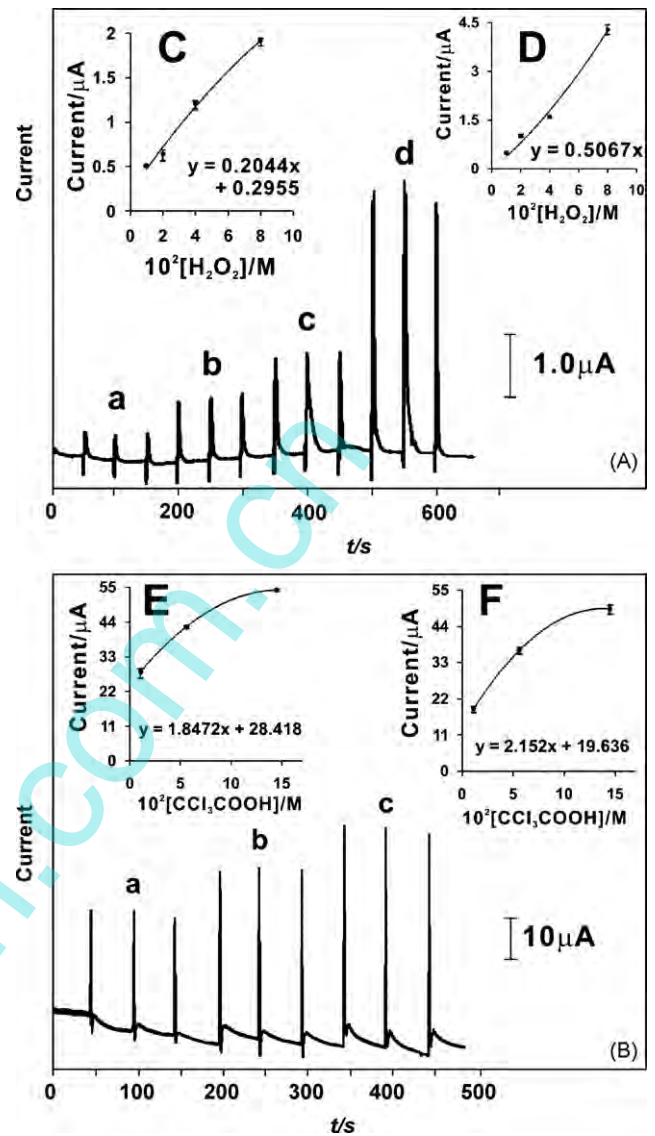 C
D
Current
Current/μA
2
1.5
1
0.5
0
y = 0.2044x
+ 0.2955
0 2 4 6 8 10
10²[H₂O₂]/M
Current/μA
4.5
3
1.5
0
y = 0.5067x
0 2 4 6 8 10
10²[H₂O₂]/M
a
b
c
d
1.0μA
(A)
0 200 400 600
t/s
E
F
Current
Current/μA
55
44
33
22
11
0
y = 1.8472x + 28.418
0 5 10 15
10²[CCl₃COOH]/M
Current/μA
55
44
33
22
11
0
y = 2.152x + 19.636
0 5 10 15
10²[CCl₃COOH]/M
a
b
c
10μA
(B)
0 100 200 300 400 500
t/s
n.com.cn